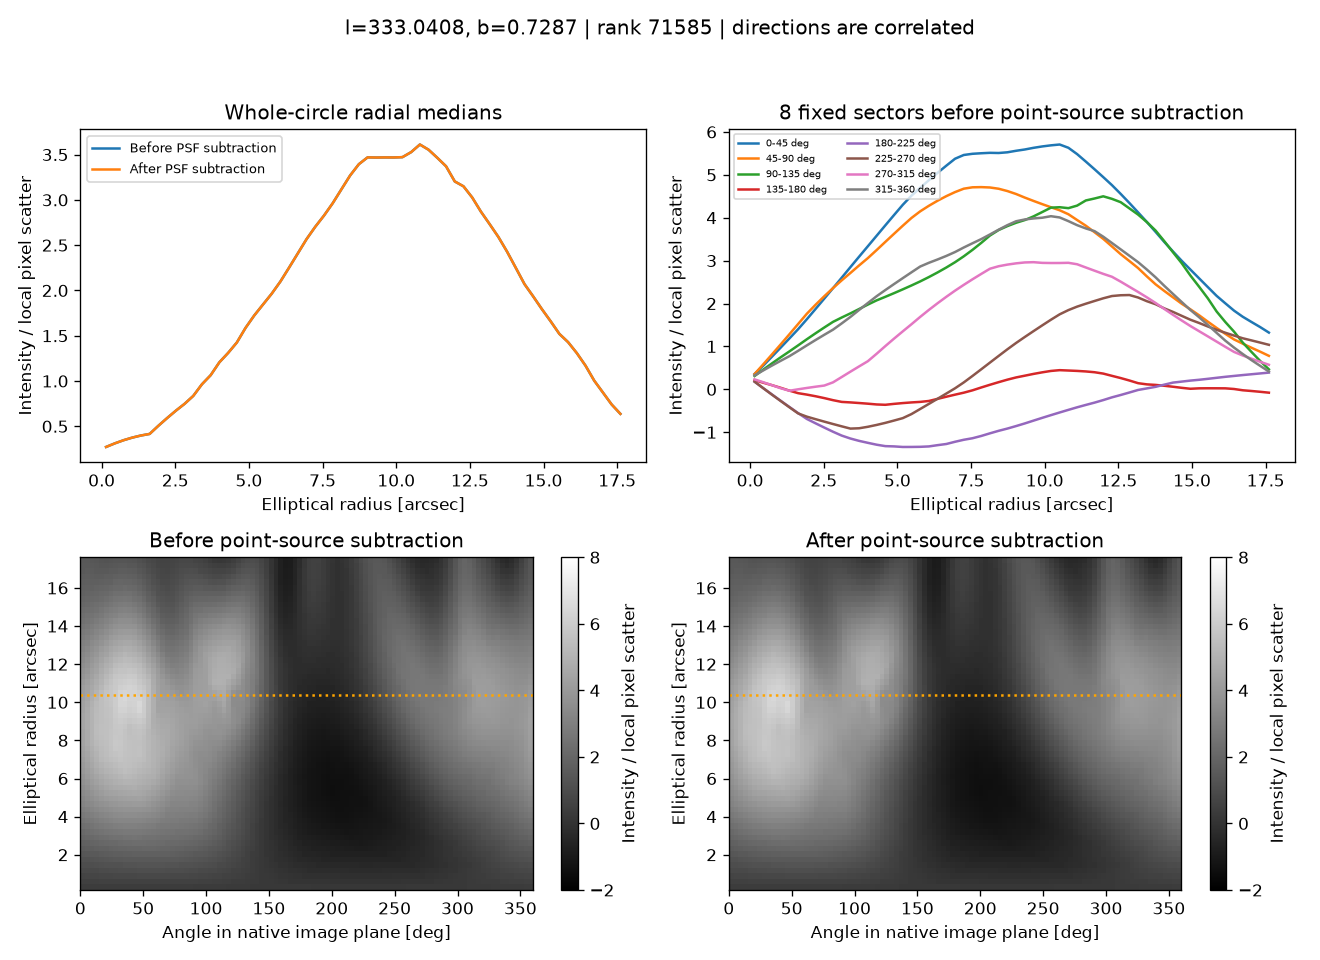 l=333.0408, b=0.7287 | rank 71585 | directions are correlated
Whole-circle radial medians
Before PSF subtraction
After PSF subtraction
Intensity / local pixel scatter
3.5
3.0
2.5
2.0
1.5
1.0
0.5
0.0 2.5 5.0 7.5 10.0 12.5 15.0 17.5
Elliptical radius [arcsec]
8 fixed sectors before point-source subtraction
0-45 deg
45-90 deg
90-135 deg
135-180 deg
180-225 deg
225-270 deg
270-315 deg
315-360 deg
Intensity / local pixel scatter
6
5
4
3
2
1
0
−1
0.0 2.5 5.0 7.5 10.0 12.5 15.0 17.5
Elliptical radius [arcsec]
Before point-source subtraction
Elliptical radius [arcsec]
16
14
12
10
8
6
4
2
0 50 100 150 200 250 300 350
Angle in native image plane [deg]
8
6
4
2
0
−2
Intensity / local pixel scatter
After point-source subtraction
Elliptical radius [arcsec]
16
14
12
10
8
6
4
2
0 50 100 150 200 250 300 350
Angle in native image plane [deg]
8
6
4
2
0
−2
Intensity / local pixel scatter